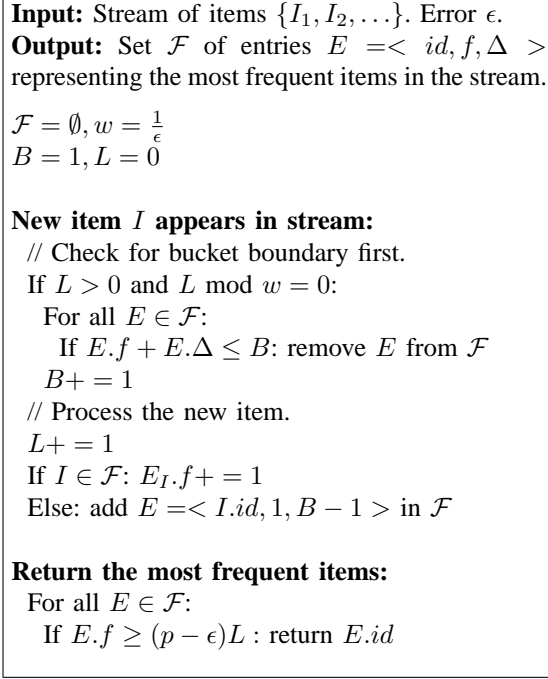 Input: Stream of items {I₁, I₂, . . .}. Error ϵ.
Output: Set ℱ of entries E =< id, f, Δ >
representing the most frequent items in the stream.
ℱ = ∅, w = 1/ϵ
B = 1, L = 0
New item I appears in stream:
// Check for bucket boundary first.
If L > 0 and L mod w = 0:
For all E ∈ ℱ:
If E.f + E.Δ ≤ B: remove E from ℱ
B+ = 1
// Process the new item.
L+ = 1
If I ∈ ℱ: E_I.f+ = 1
Else: add E =< I.id, 1, B − 1 > in ℱ
Return the most frequent items:
For all E ∈ ℱ:
If E.f ≥ (p − ϵ)L : return E.id